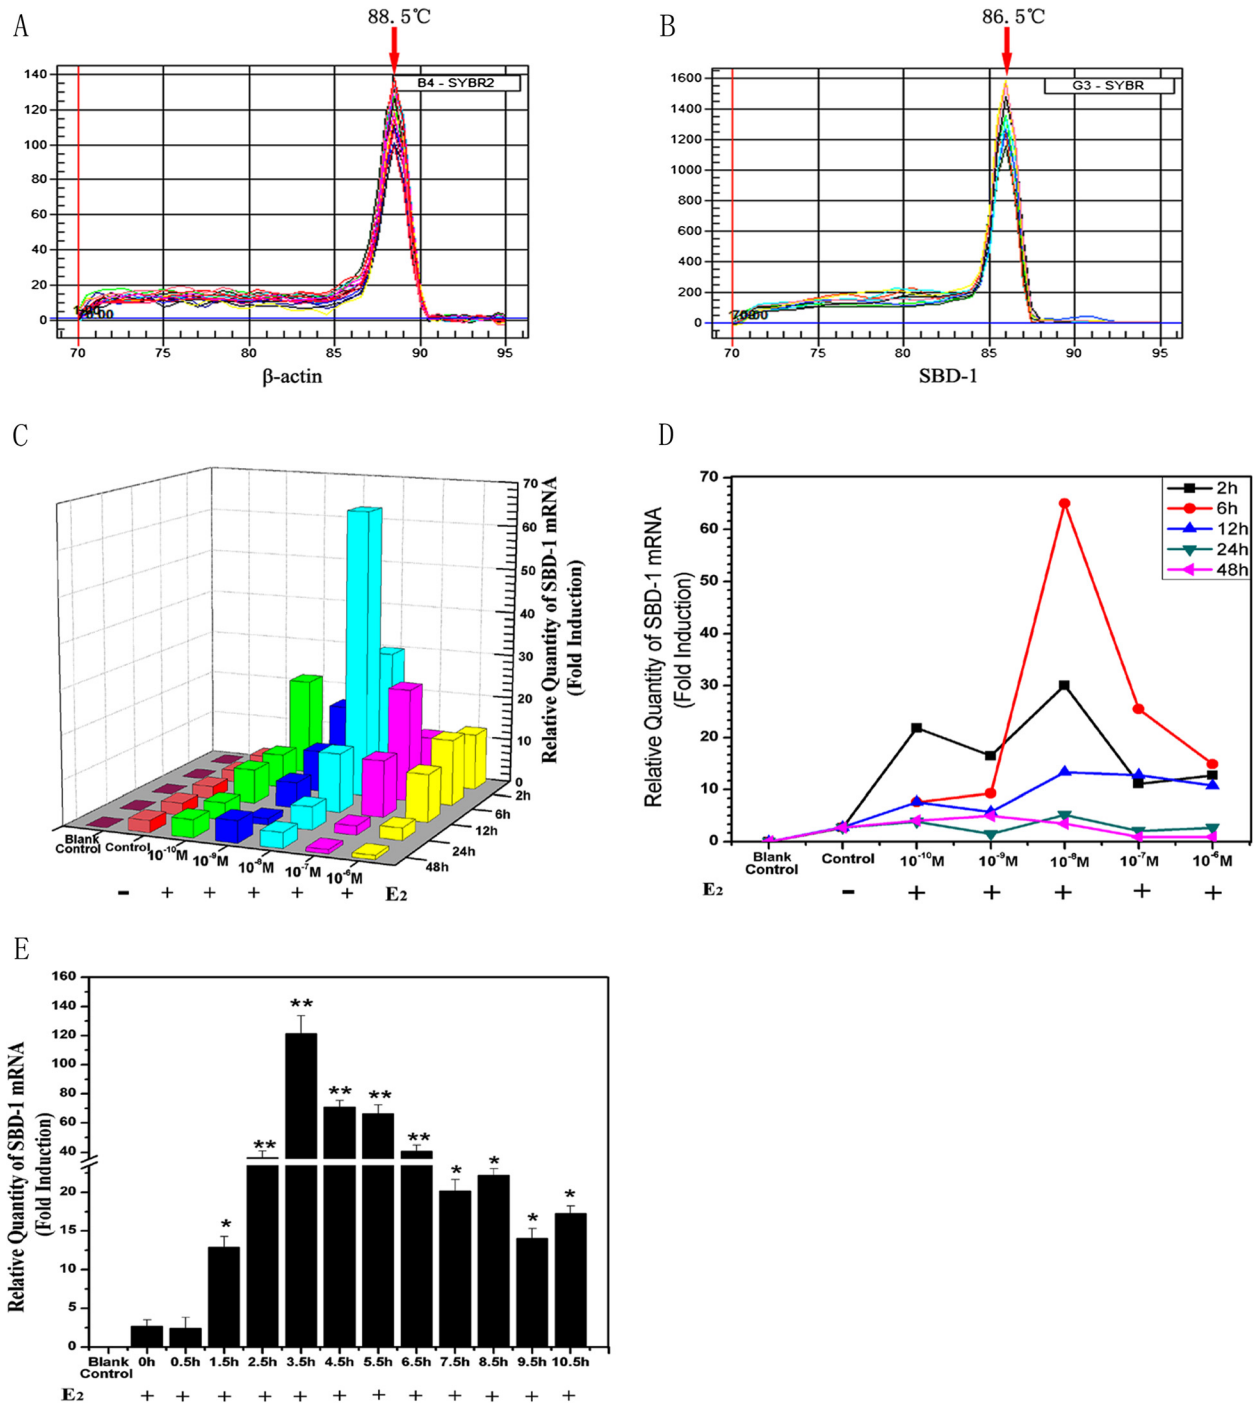 A
88.5℃
B4 - SYBR2
140
120
100
80
60
40
20
0
70 75 80 85 90 95
β-actin
B
86.5℃
G3 - SYBR
1600
1400
1200
1000
800
600
400
200
0
70 75 80 85 90 95
SBD-1
C
70
60
50
40
30
20
10
0
Relative Quantity of SBD-1 mRNA
(Fold Induction)
2h
6h
12h
24h
48h
Blank Control
Control
10⁻¹⁰M
10⁻⁹M
10⁻⁸M
10⁻⁷M
10⁻⁶M
- + + + + + E₂
D
Relative Quantity of SBD-1 mRNA
(Fold Induction)
70
60
50
40
30
20
10
0
2h
6h
12h
24h
48h
Blank Control 10⁻¹⁰M 10⁻⁹M 10⁻⁸M 10⁻⁷M 10⁻⁶M
Control
E₂ - + + + + +
E
Relative Quantity of SBD-1 mRNA
(Fold Induction)
160
140
120
100
80
60
40
20
15
10
5
0
* ** ** ** ** ** * * * *
Blank 0h 0.5h 1.5h 2.5h 3.5h 4.5h 5.5h 6.5h 7.5h 8.5h 9.5h 10.5h
Control
E₂ + + + + + + + + + + + +